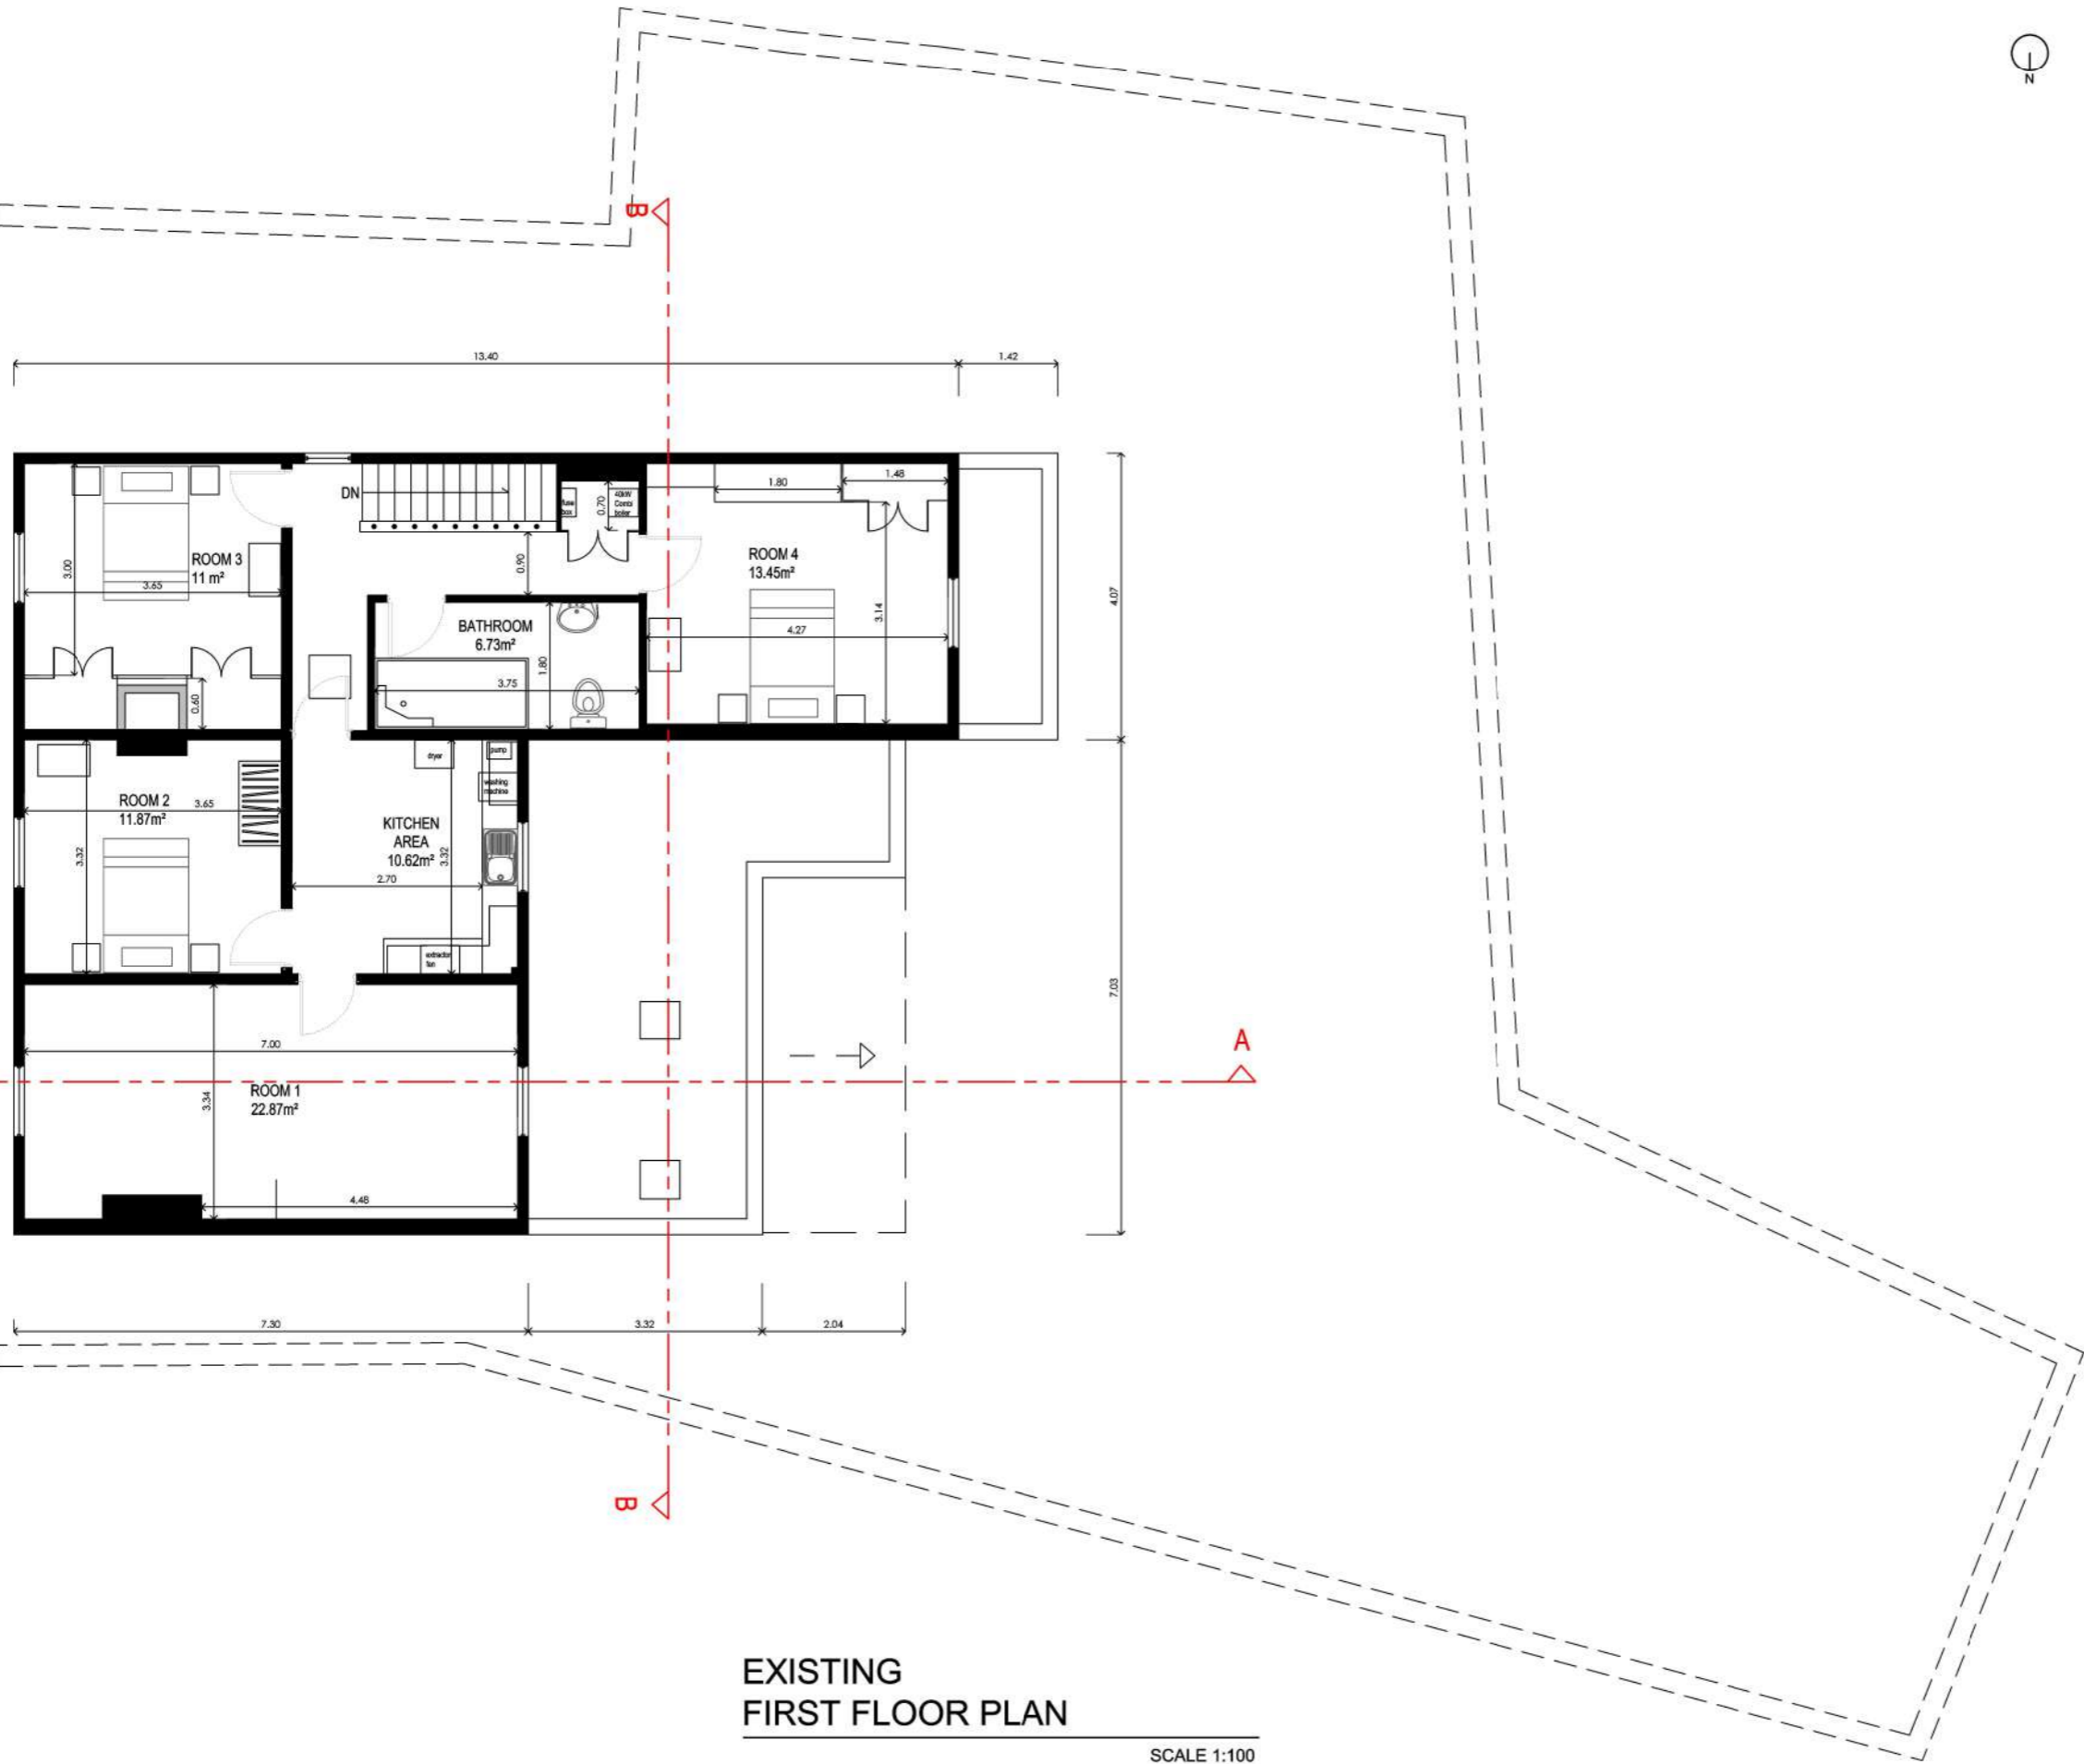 N
B
13.40
1.42
DN
fuse
box
0.70
40kW
Combi
boiler
1.80
1.48
ROOM 3
11 m²
3.00
3.65
0.90
ROOM 4
13.45m²
3.14
4.27
4.07
BATHROOM
6.73m²
1.80
3.75
0.60
dryer
pump
washing
machine
ROOM 2
11.87m²
3.65
3.32
KITCHEN
AREA
10.62m²
3.32
2.70
extractor
fan
7.03
A
7.00
ROOM 1
22.87m²
3.34
4.48
7.30
3.32
2.04
B
EXISTING
FIRST FLOOR PLAN
SCALE 1:100